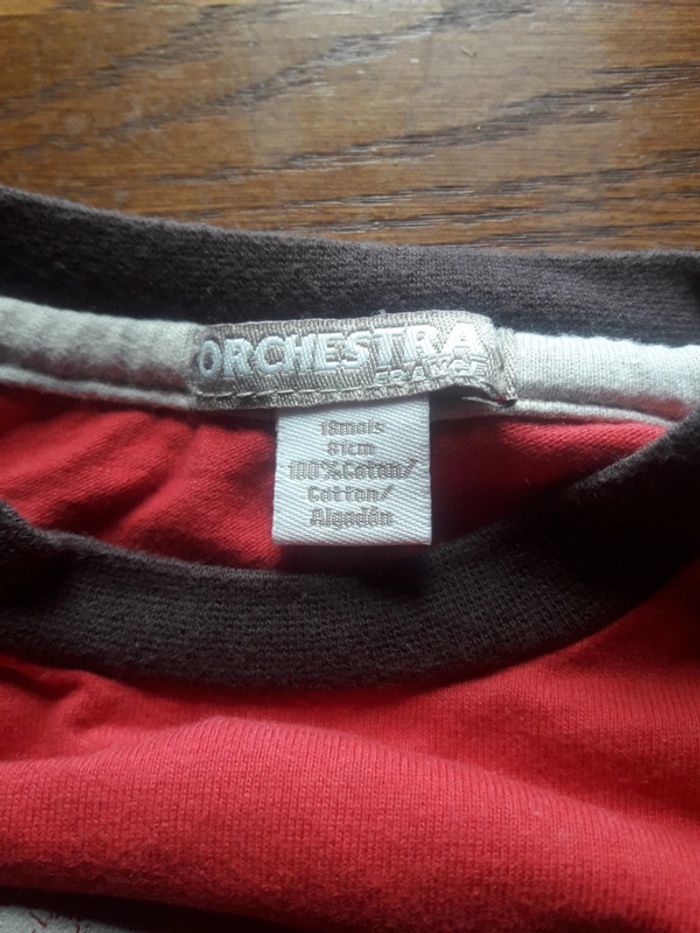 ORCHESTRA
FRANCE
18mois
81cm
100%Coton/
Cotton/
Algodón